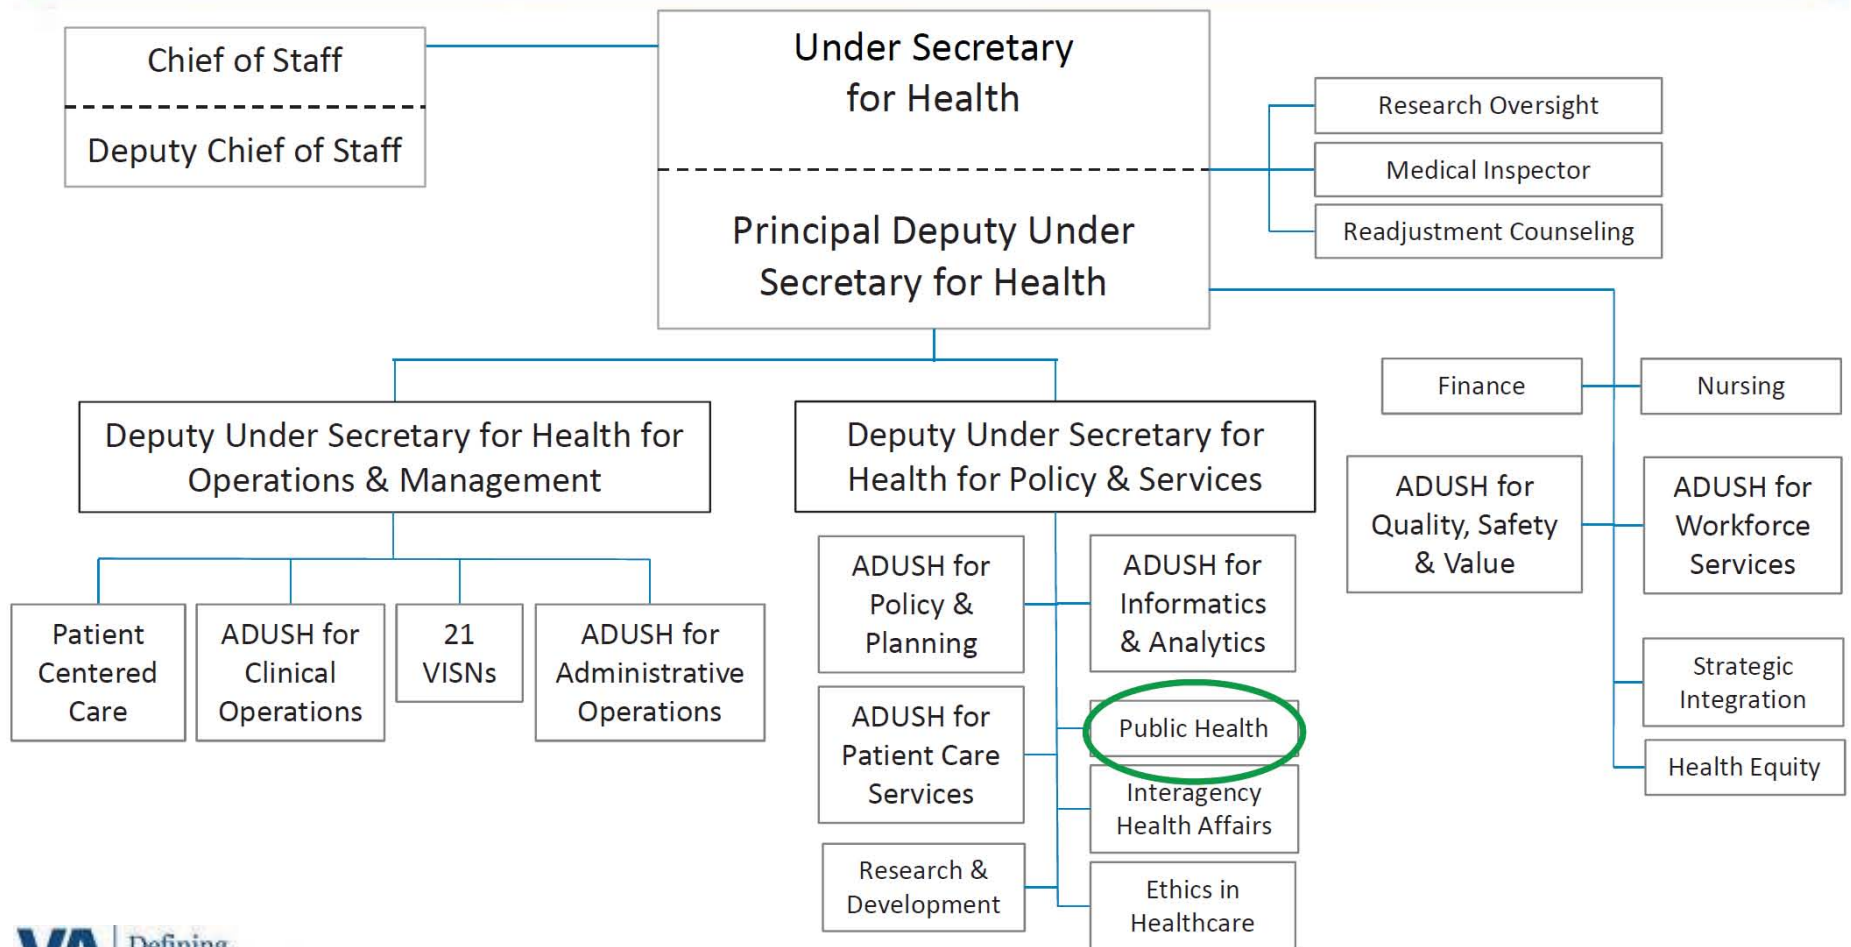 Chief of Staff
Deputy Chief of Staff
Under Secretary
for Health
Principal Deputy Under
Secretary for Health
Research Oversight
Medical Inspector
Readjustment Counseling
Finance
Nursing
ADUSH for
Quality, Safety
& Value
ADUSH for
Workforce
Services
Strategic
Integration
Health Equity
Deputy Under Secretary for Health for
Operations & Management
Patient
Centered
Care
ADUSH for
Clinical
Operations
21
VISNs
ADUSH for
Administrative
Operations
Deputy Under Secretary for
Health for Policy & Services
ADUSH for
Policy &
Planning
ADUSH for
Informatics
& Analytics
ADUSH for
Patient Care
Services
Public Health
Interagency
Health Affairs
Research &
Development
Ethics in
Healthcare
VA
Defining